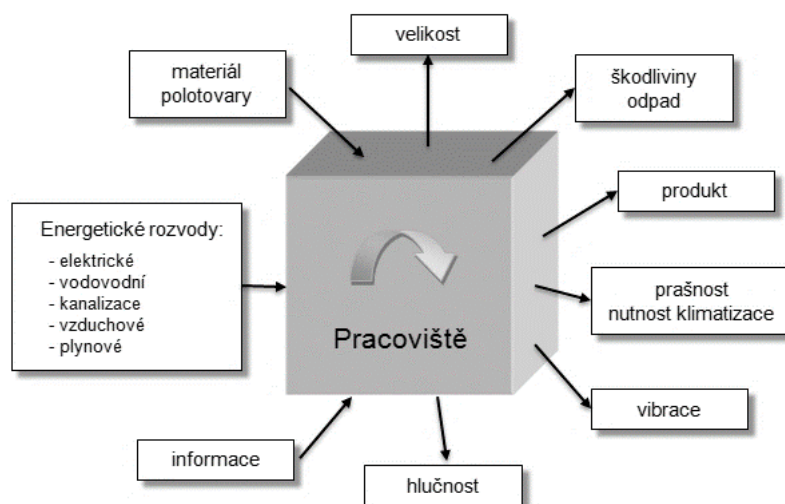 velikost
materiál
polotovary
škodliviny
odpad
produkt
Energetické rozvody:
- elektrické
- vodovodní
- kanalizace
- vzduchové
- plynové
prašnost
nutnost klimatizace
Pracoviště
vibrace
informace
hlučnost